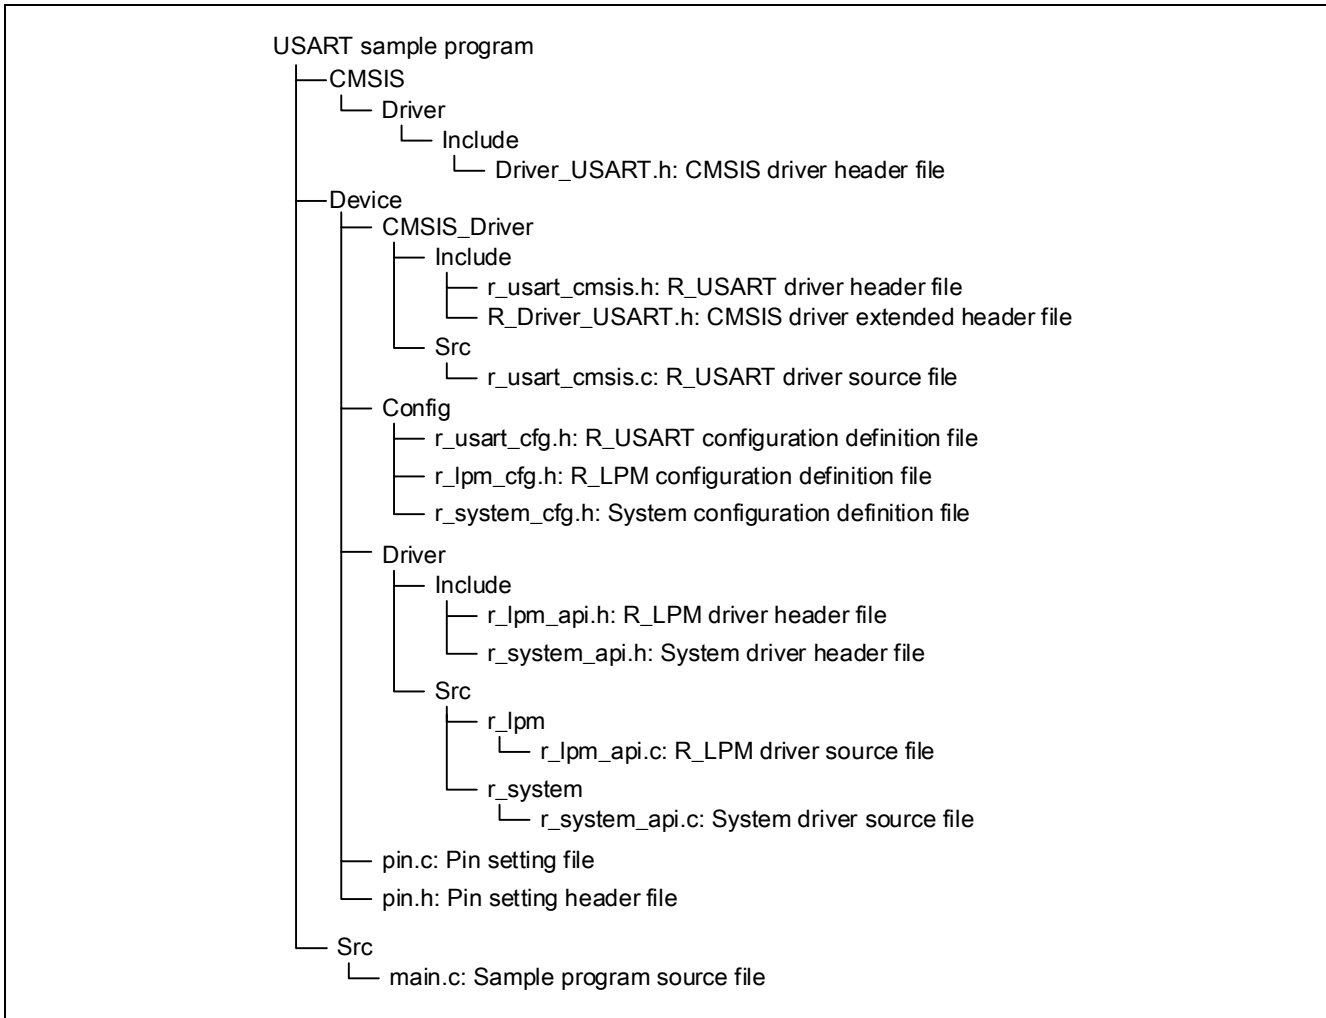 USART sample program
CMSIS
Driver
Include
Driver_USART.h: CMSIS driver header file
Device
CMSIS_Driver
Include
r_usart_cmsis.h: R_USART driver header file
R_Driver_USART.h: CMSIS driver extended header file
Src
r_usart_cmsis.c: R_USART driver source file
Config
r_usart_cfg.h: R_USART configuration definition file
r_lpm_cfg.h: R_LPM configuration definition file
r_system_cfg.h: System configuration definition file
Driver
Include
r_lpm_api.h: R_LPM driver header file
r_system_api.h: System driver header file
Src
r_lpm
r_lpm_api.c: R_LPM driver source file
r_system
r_system_api.c: System driver source file
pin.c: Pin setting file
pin.h: Pin setting header file
Src
main.c: Sample program source file